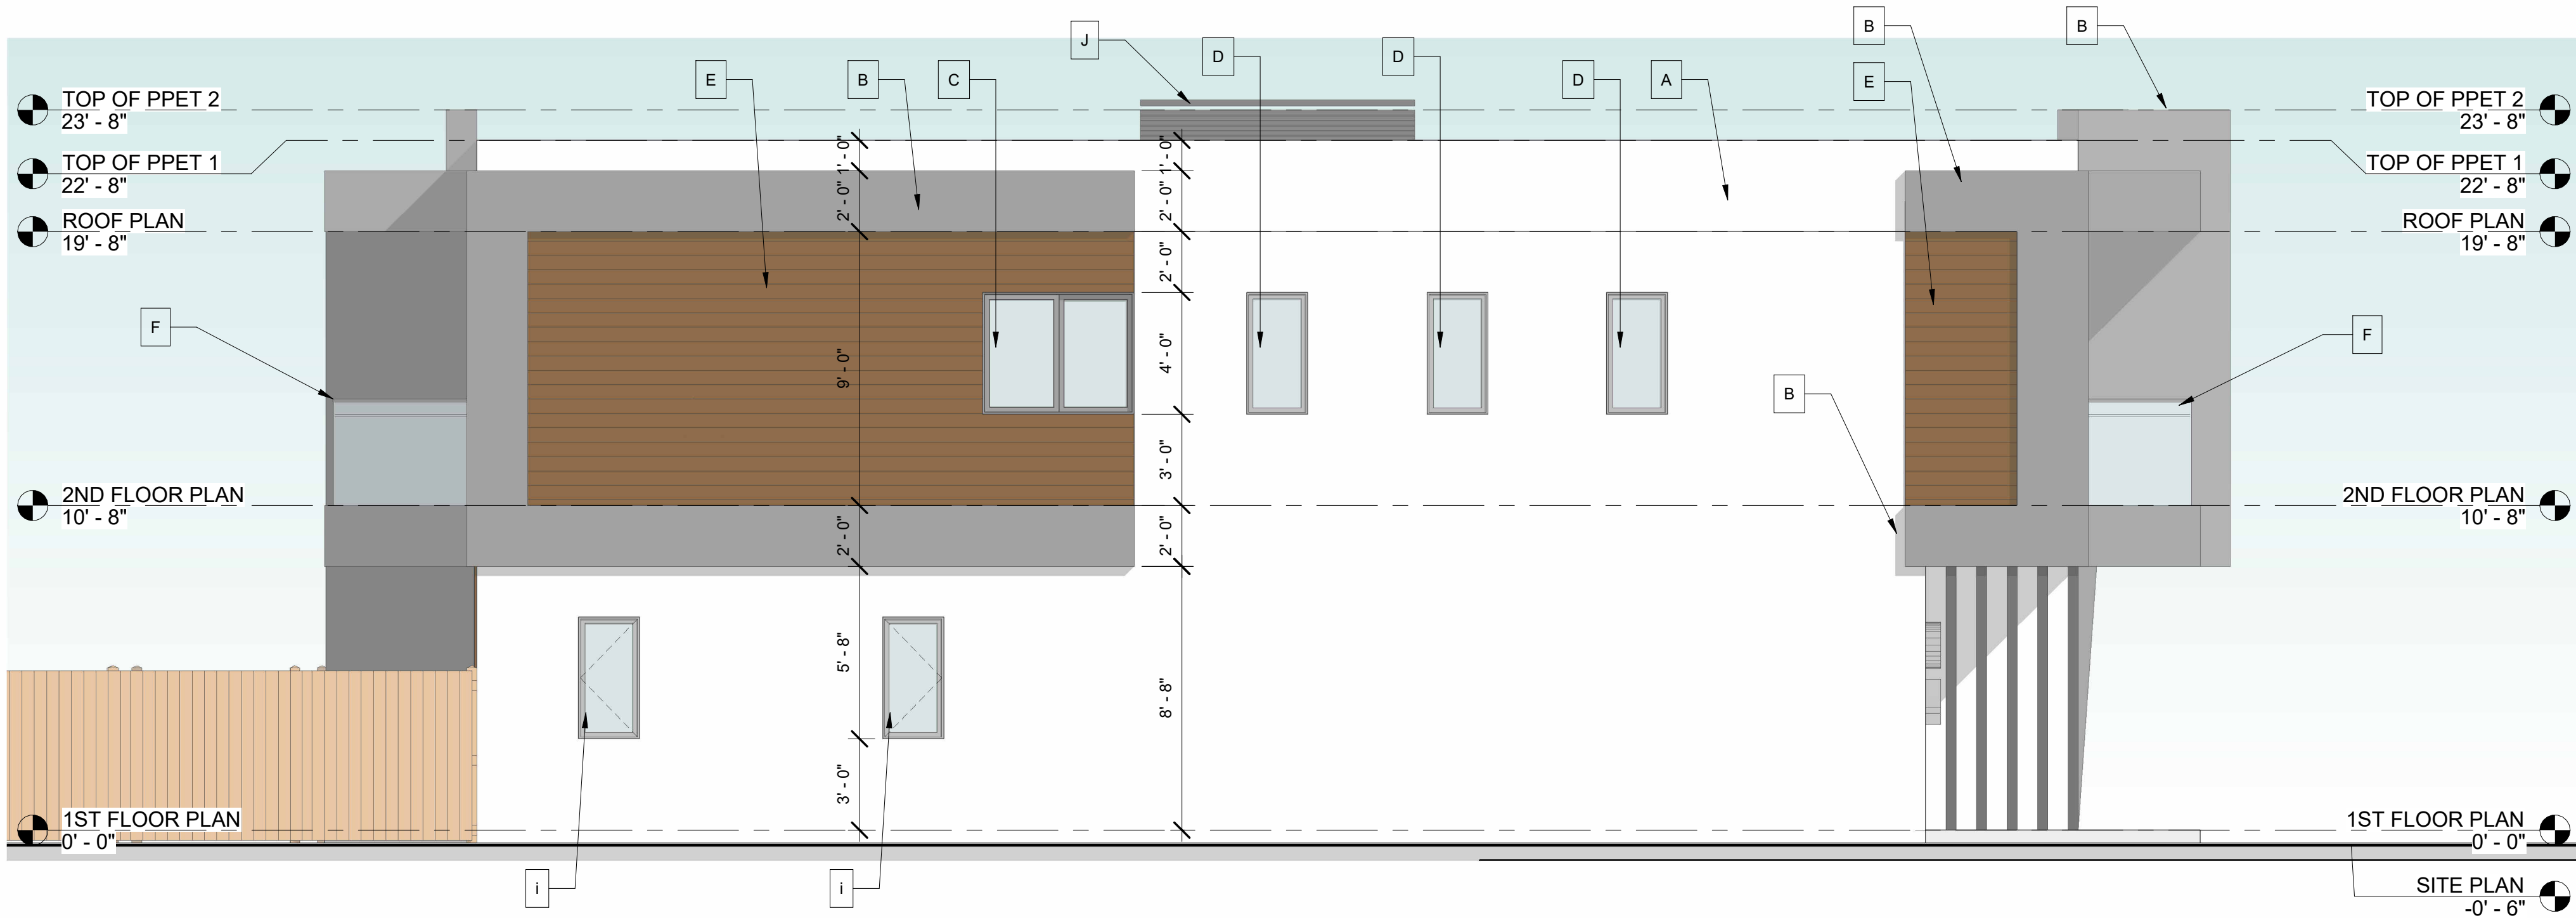 J
B
B
D
D
E
B
C
D
A
E
TOP OF PPET 2
23' - 8"
TOP OF PPET 2
23' - 8"
TOP OF PPET 1
22' - 8"
TOP OF PPET 1
22' - 8"
1' - 0"
1' - 0"
2' - 0"
2' - 0"
ROOF PLAN
19' - 8"
ROOF PLAN
19' - 8"
2' - 0"
F
F
9' - 0"
4' - 0"
B
3' - 0"
2ND FLOOR PLAN
10' - 8"
2ND FLOOR PLAN
10' - 8"
2' - 0"
2' - 0"
5' - 8"
8' - 8"
3' - 0"
1ST FLOOR PLAN
0' - 0"
1ST FLOOR PLAN
0' - 0"
i
i
SITE PLAN
-0' - 6"